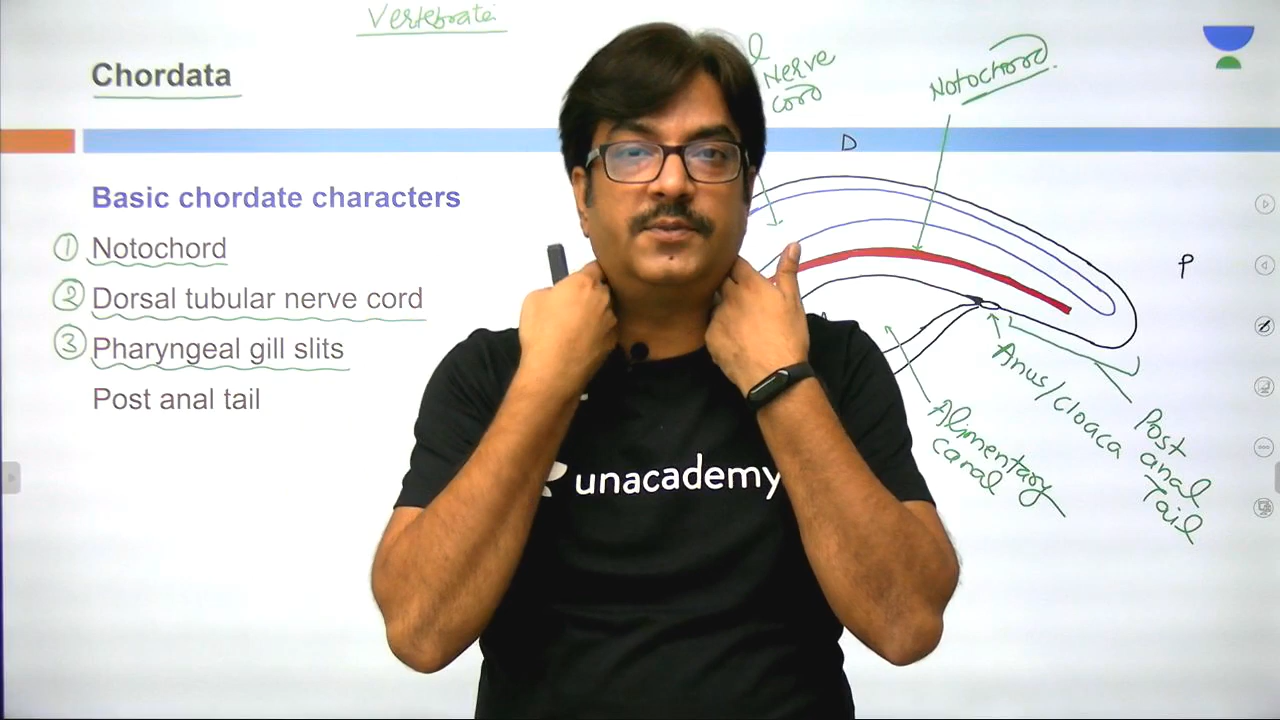 Vertebrate
Chordata
Nerve
cord
Notochord
D
Basic chordate characters
P
1 Notochord
2 Dorsal tubular nerve cord
3 Pharyngeal gill slits
Post anal tail
Anus/cloaca
Alimentary
canal
Post
anal
Tail
unacademy